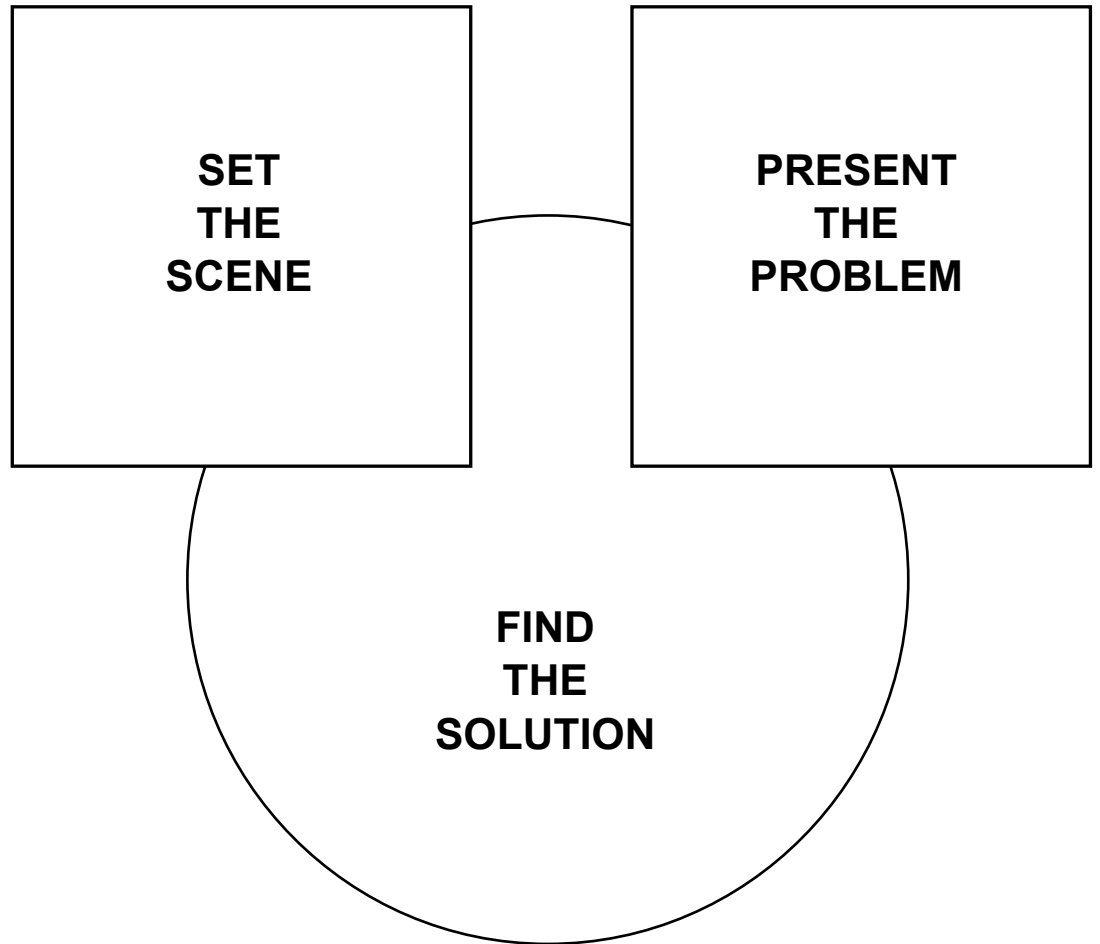 SET
THE
SCENE
PRESENT
THE
PROBLEM
FIND
THE
SOLUTION